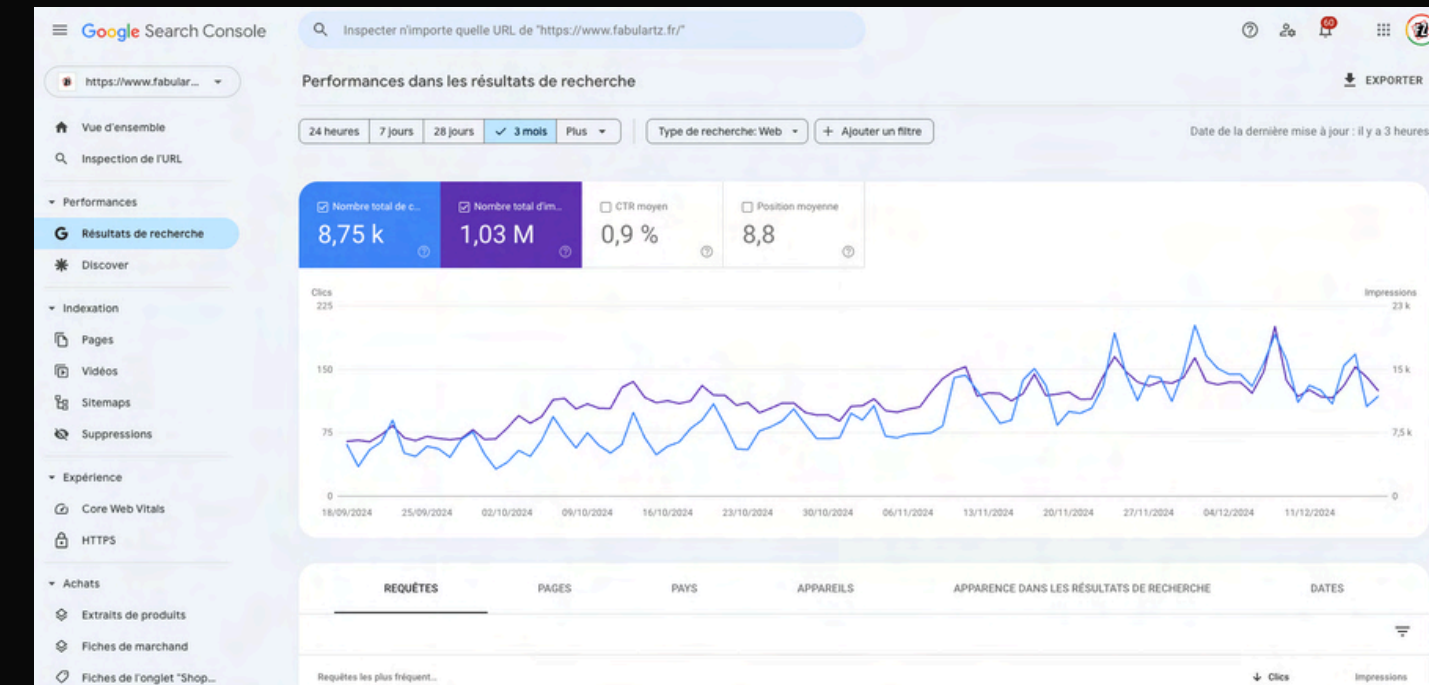 Google Search Console
Inspecter n'importe quelle URL de "https://www.fabulartz.fr/"
60
https://www.fabular...
Performances dans les résultats de recherche
EXPORTER
Vue d'ensemble
Inspection de l'URL
24 heures 7 jours 28 jours 3 mois Plus
Type de recherche: Web
Ajouter un filtre
Date de la dernière mise à jour : il y a 3 heures
Performances
Résultats de recherche
Discover
Indexation
Pages
Vidéos
Sitemaps
Suppressions
Expérience
Core Web Vitals
HTTPS
Achats
Extraits de produits
Fiches de marchand
Fiches de l'onglet "Shop...
Nombre total de c...
8,75 k
Nombre total d'im...
1,03 M
CTR moyen
0,9 %
Position moyenne
8,8
Clics
225
150
75
0
Impressions
23 k
15 k
7,5 k
0
18/09/2024 25/09/2024 02/10/2024 09/10/2024 16/10/2024 23/10/2024 30/10/2024 06/11/2024 13/11/2024 20/11/2024 27/11/2024 04/12/2024 11/12/2024
REQUÊTES PAGES PAYS APPAREILS APPARENCE DANS LES RÉSULTATS DE RECHERCHE DATES
Requêtes les plus fréquent...
Clics Impressions